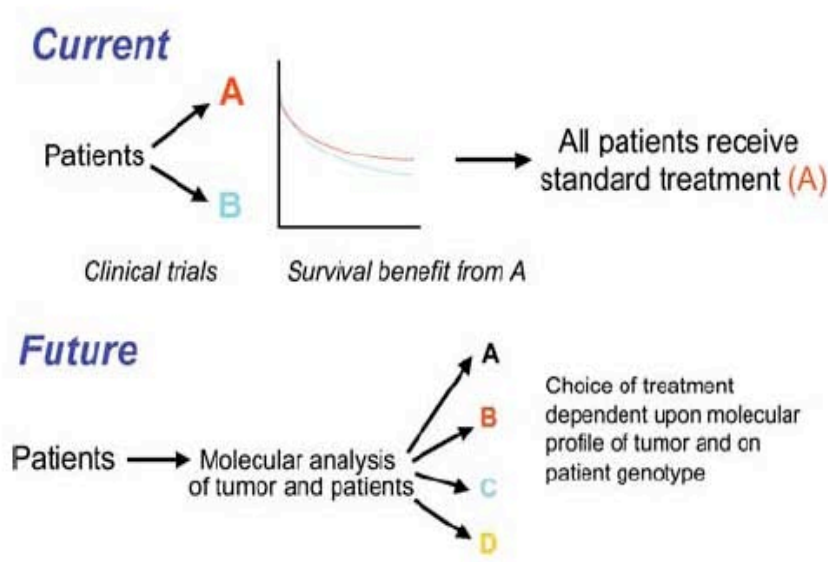 Current
A
Patients
B
All patients receive
standard treatment (A)
Clinical trials
Survival benefit from A
Future
Patients
Molecular analysis
of tumor and patients
A
B
C
D
Choice of treatment
dependent upon molecular
profile of tumor and on
patient genotype